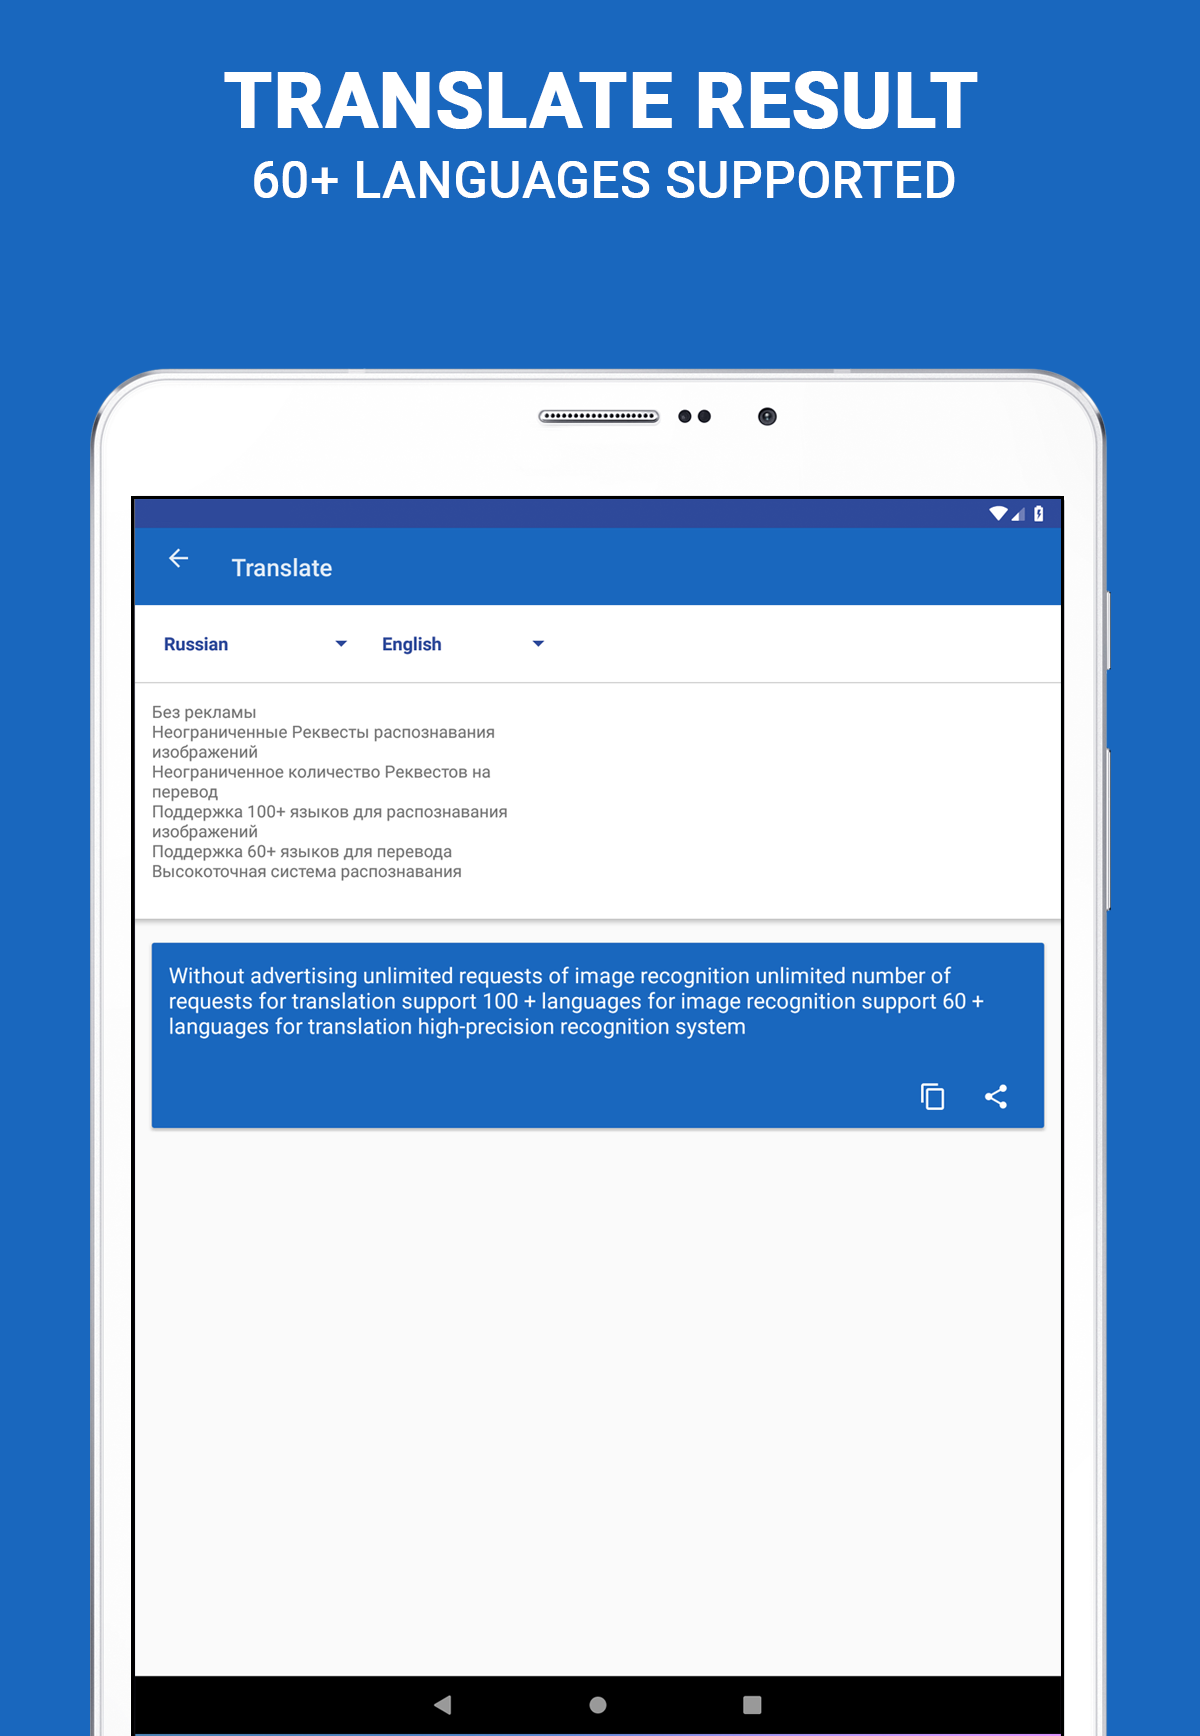 TRANSLATE RESULT
60+ LANGUAGES SUPPORTED
Translate
Russian
English
Без рекламы
Неограниченные Реквесты распознавания
изображений
Неограниченное количество Реквестов на
перевод
Поддержка 100+ языков для распознавания
изображений
Поддержка 60+ языков для перевода
Высокоточная система распознавания
Without advertising unlimited requests of image recognition unlimited number of
requests for translation support 100 + languages for image recognition support 60 +
languages for translation high-precision recognition system